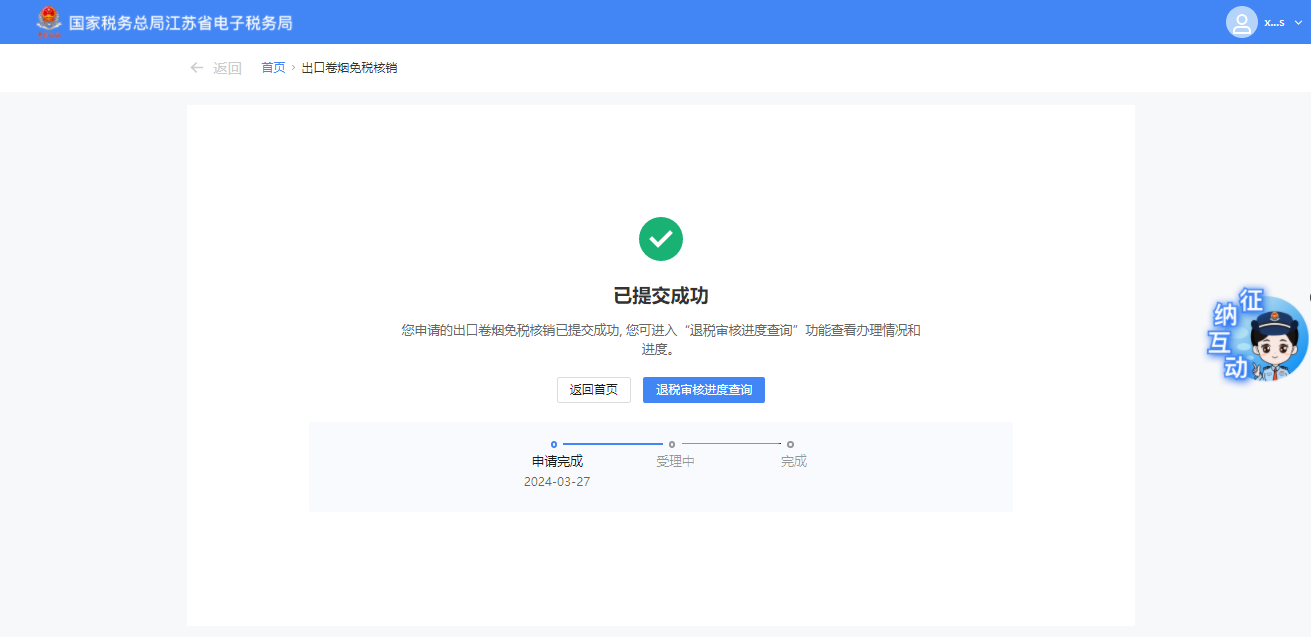 国家税务总局江苏省电子税务局
x...s
返回 首页 › 出口卷烟免税核销
已提交成功
您申请的出口卷烟免税核销已提交成功, 您可进入“退税审核进度查询”功能查看办理情况和
进度。
返回首页 退税审核进度查询
申请完成 受理中 完成
2024-03-27
征
纳
互
动